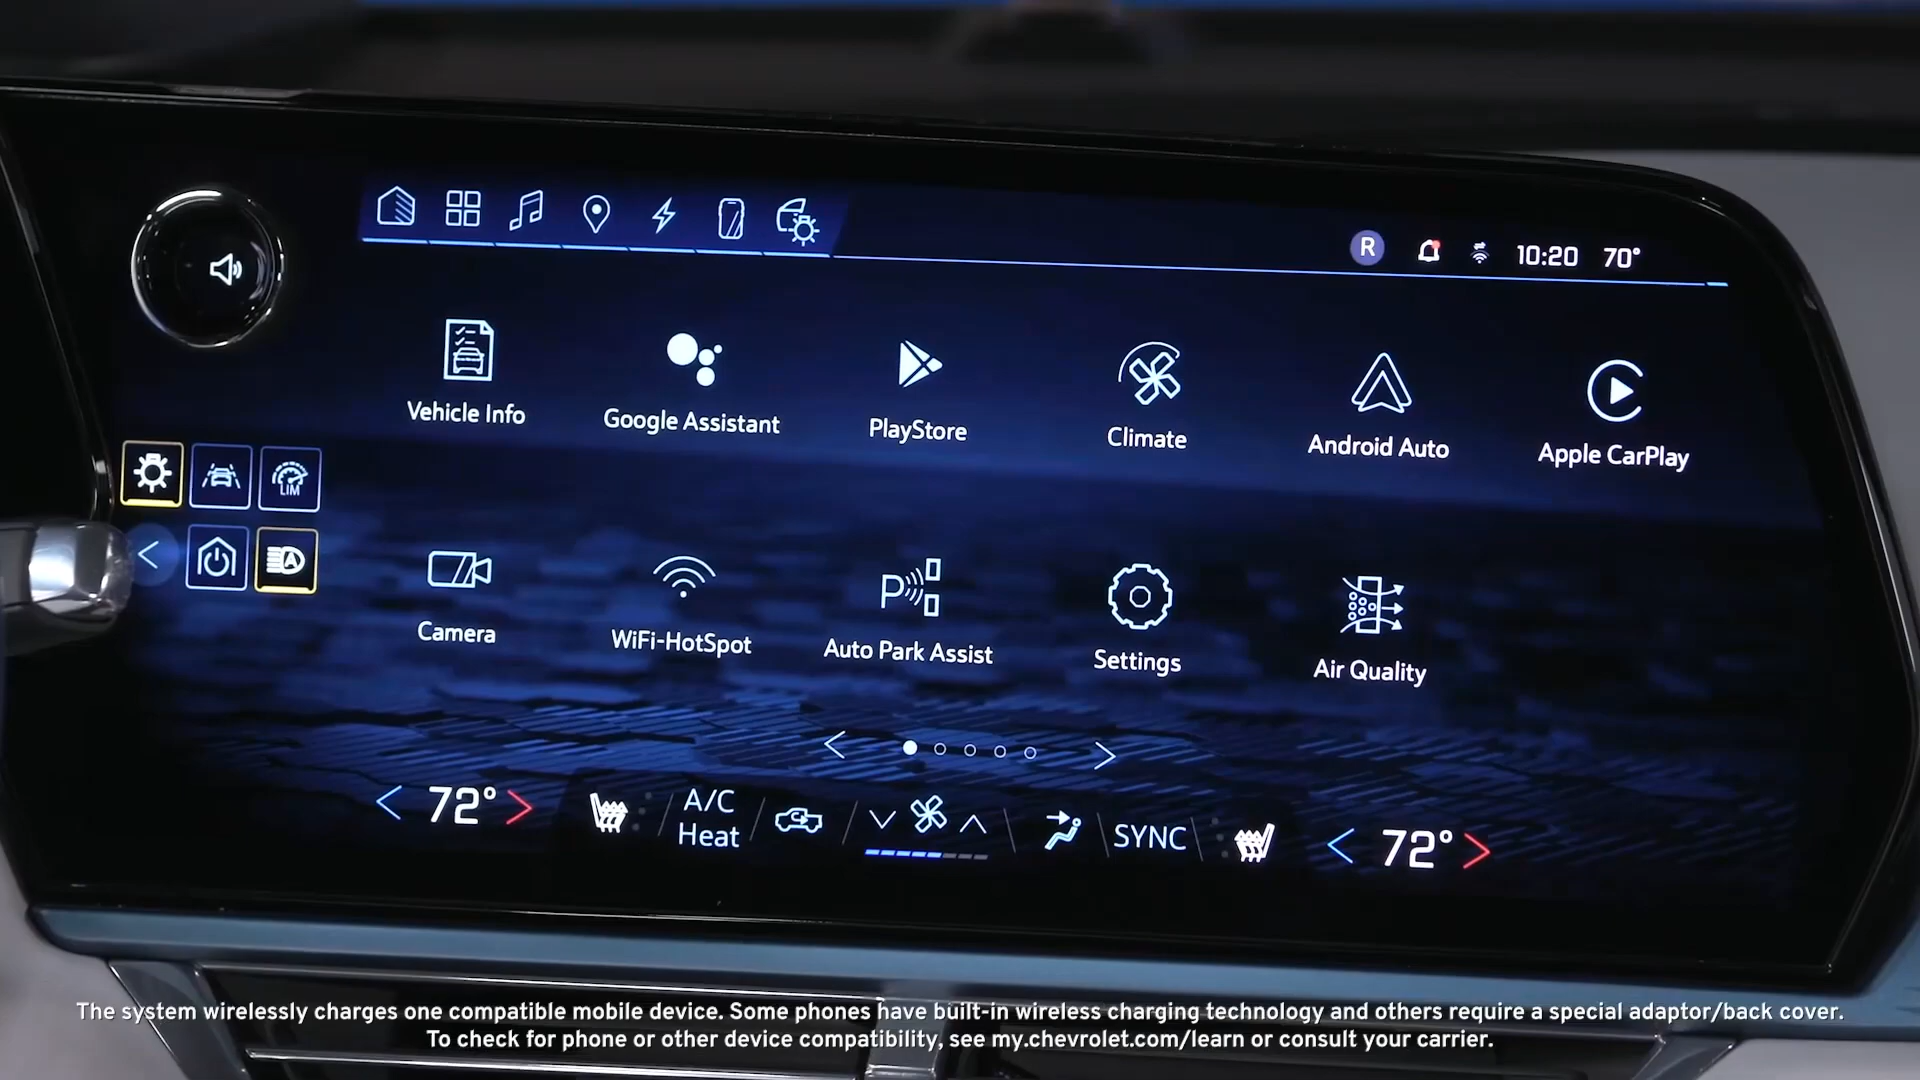 R 10:20 70°
Vehicle Info
Google Assistant
PlayStore
Climate
Android Auto
Apple CarPlay
LIM
A
Camera
WiFi-HotSpot
P
Auto Park Assist
Settings
Air Quality
72°
A/C
Heat
SYNC
72°
The system wirelessly charges one compatible mobile device. Some phones have built-in wireless charging technology and others require a special adaptor/back cover.
To check for phone or other device compatibility, see my.chevrolet.com/learn or consult your carrier.